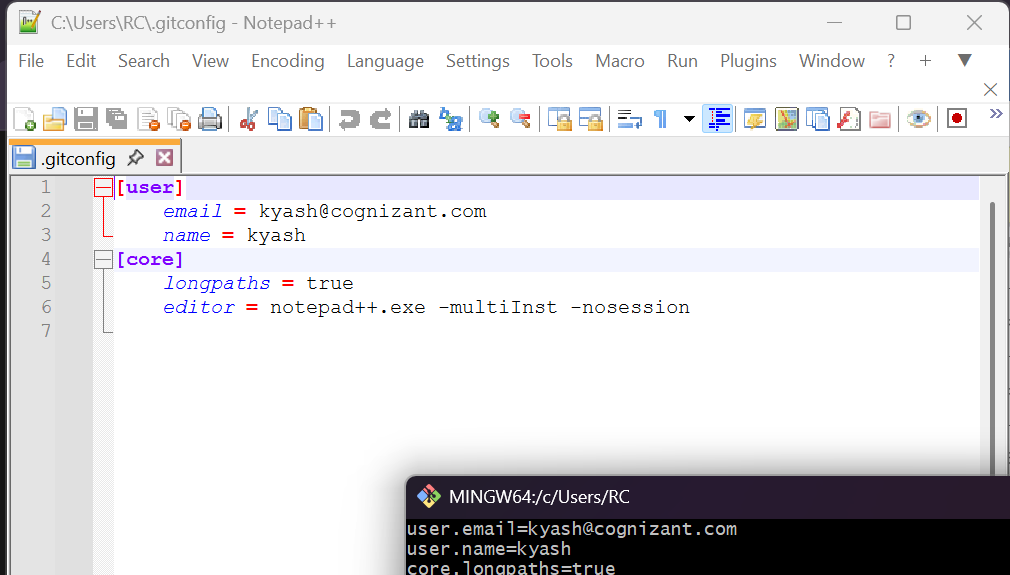 C:\Users\RC\.gitconfig - Notepad++
File Edit Search View Encoding Language Settings Tools Macro Run Plugins Window ? +
.gitconfig
1 [user]
2 email = kyash@cognizant.com
3 name = kyash
4 [core]
5 longpaths = true
6 editor = notepad++.exe -multiInst -nosession
7
MINGW64:/c/Users/RC
user.email=kyash@cognizant.com
user.name=kyash
core.longpaths=true